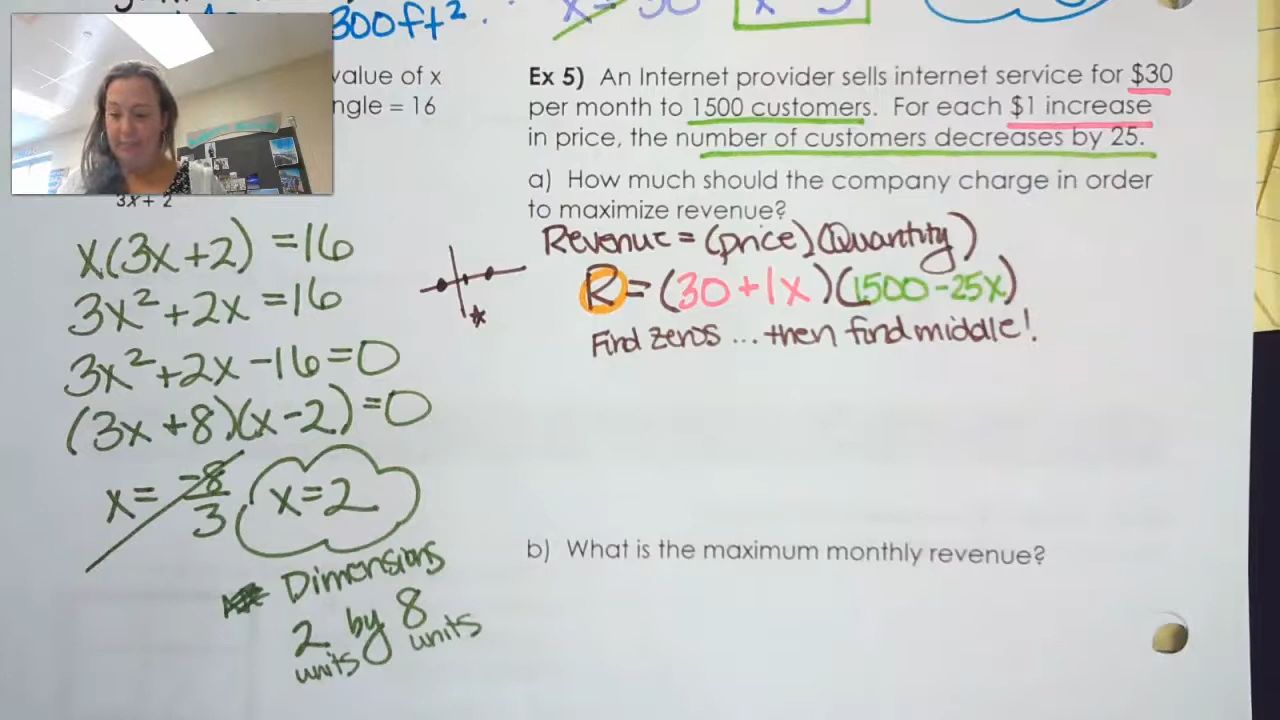 300ft².
value of x
ngle = 16
3x + 2
x(3x+2) = 16
3x² + 2x = 16
3x² + 2x - 16 = 0
(3x + 8)(x - 2) = 0
x = -8/3
x = 2
Dimensions
2 by 8
units units
Ex 5) An Internet provider sells internet service for $30
per month to 1500 customers. For each $1 increase
in price, the number of customers decreases by 25.
a) How much should the company charge in order
to maximize revenue?
Revenue = (price)(Quantity)
R = (30 + 1x)(1500 - 25x)
Find zeros ... then find middle!
b) What is the maximum monthly revenue?